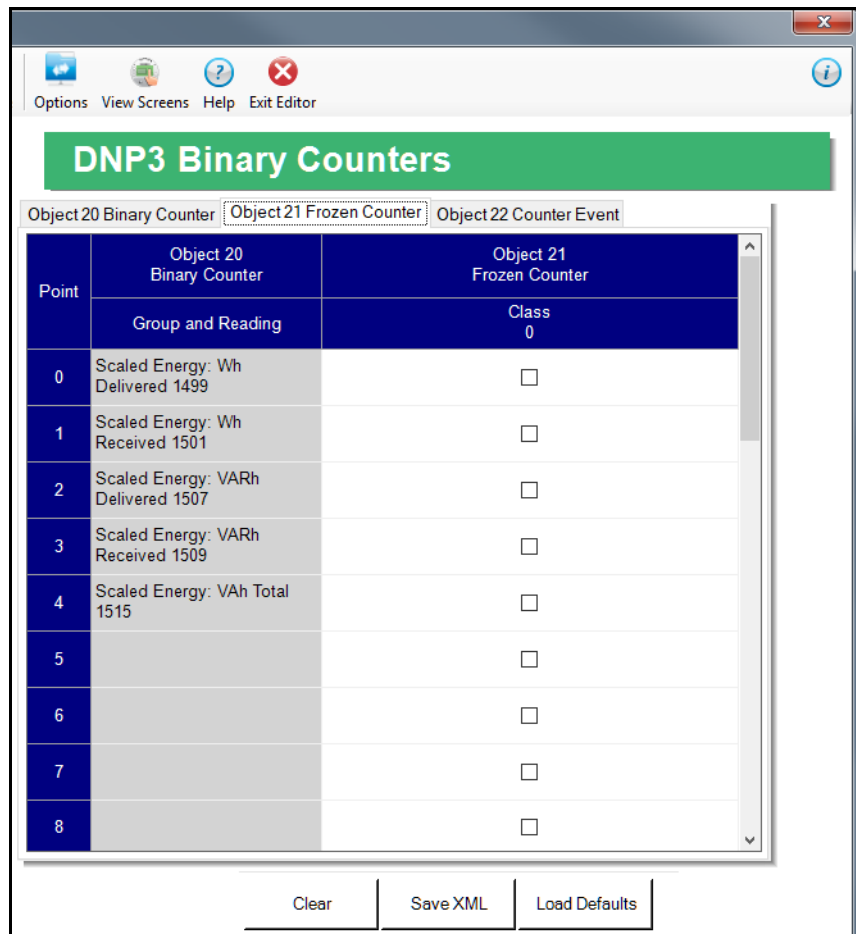 x
Options View Screens Help Exit Editor
DNP3 Binary Counters
Object 20 Binary Counter Object 21 Frozen Counter Object 22 Counter Event
Point
Object 20
Binary Counter
Object 21
Frozen Counter
Group and Reading
Class
0
0
Scaled Energy: Wh
Delivered 1499
1
Scaled Energy: Wh
Received 1501
2
Scaled Energy: VARh
Delivered 1507
3
Scaled Energy: VARh
Received 1509
4
Scaled Energy: VAh Total
1515
5
6
7
8
Clear Save XML Load Defaults